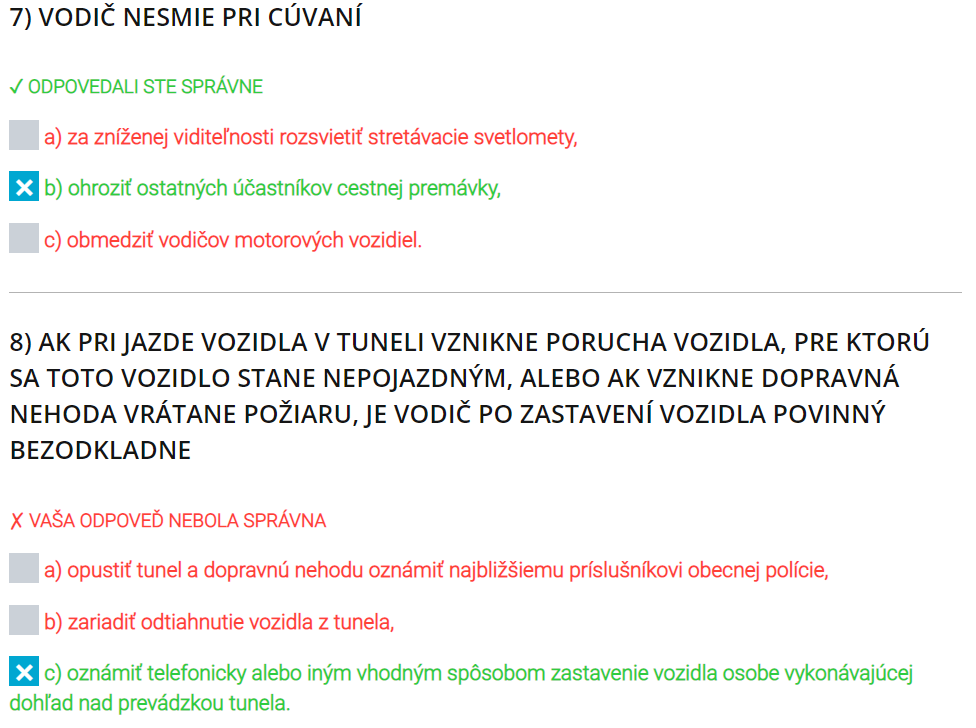 7) VODIČ NESMIE PRI CÚVANÍ
✓ ODPOVEDALI STE SPRÁVNE
a) za zníženej viditeľnosti rozsvietiť stretávacie svetlomety,
b) ohroziť ostatných účastníkov cestnej premávky,
c) obmedziť vodičov motorových vozidiel.
8) AK PRI JAZDE VOZIDLA V TUNELI VZNIKNE PORUCHA VOZIDLA, PRE KTORÚ
SA TOTO VOZIDLO STANE NEPOJAZDNÝM, ALEBO AK VZNIKNE DOPRAVNÁ
NEHODA VRÁTANE POŽIARU, JE VODIČ PO ZASTAVENÍ VOZIDLA POVINNÝ
BEZODKLADNE
✗ VAŠA ODPOVEĎ NEBOLA SPRÁVNA
a) opustiť tunel a dopravnú nehodu oznámiť najbližšiemu príslušníkovi obecnej polície,
b) zariadiť odtiahnutie vozidla z tunela,
c) oznámiť telefonicky alebo iným vhodným spôsobom zastavenie vozidla osobe vykonávajúcej
dohľad nad prevádzkou tunela.